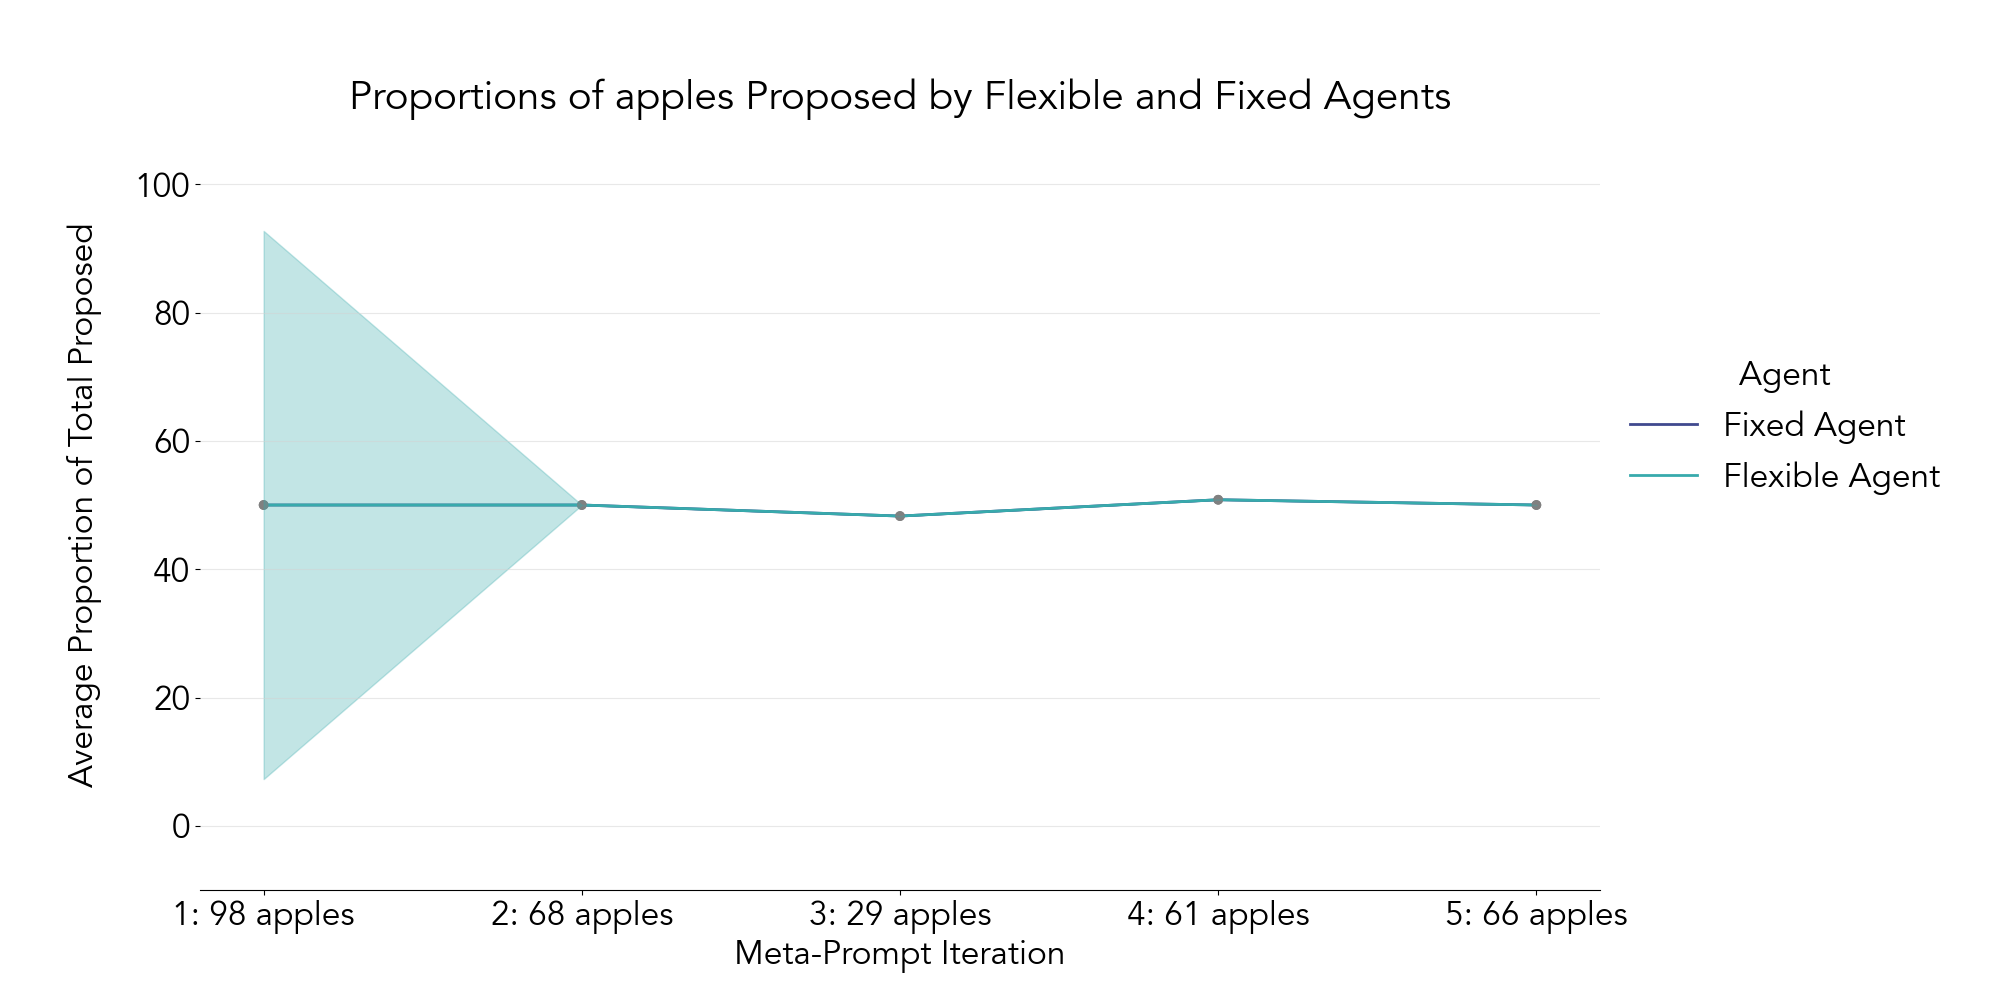 Proportions of apples Proposed by Flexible and Fixed Agents
Average Proportion of Total Proposed
100
80
60
40
20
0
1: 98 apples
2: 68 apples
3: 29 apples
4: 61 apples
5: 66 apples
Meta-Prompt Iteration
Agent
Fixed Agent
Flexible Agent